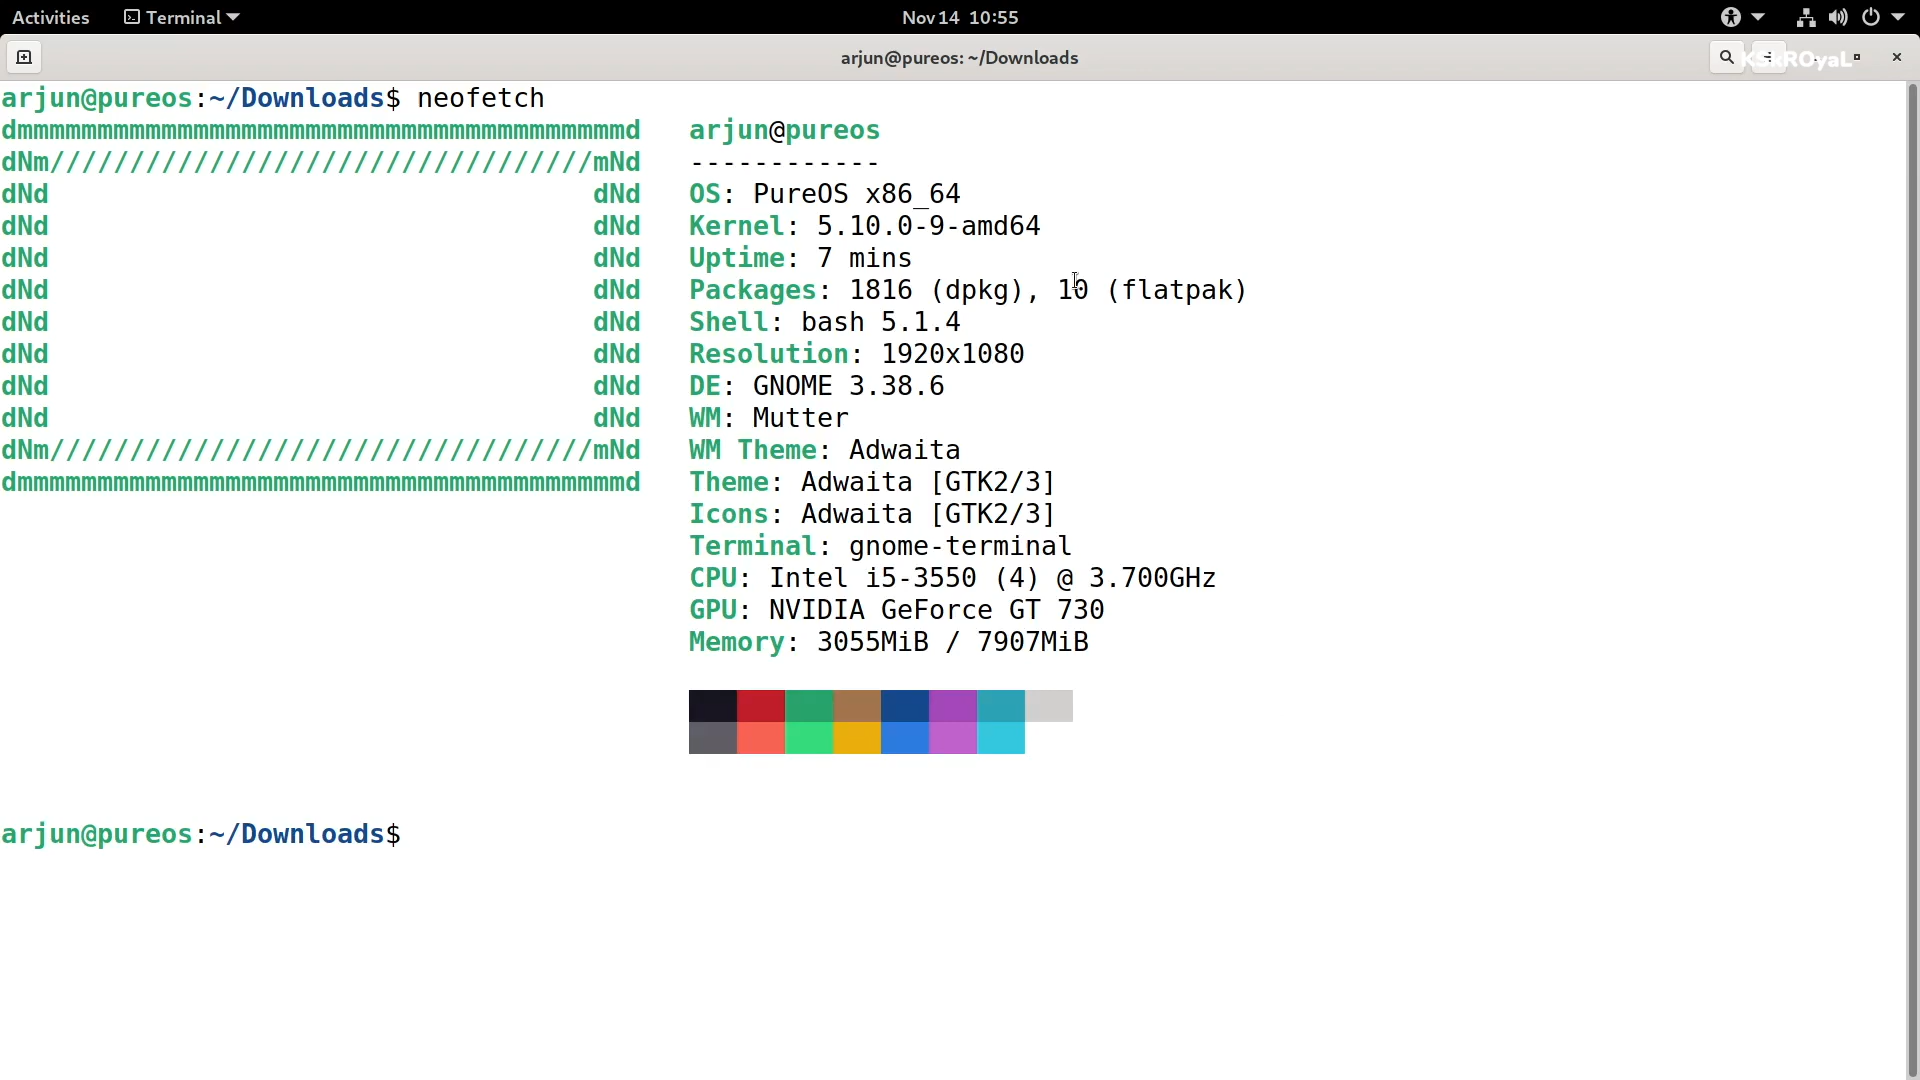 Activities Terminal Nov 14 10:55
arjun@pureos: ~/Downloads KSKROyaL
arjun@pureos:~/Downloads$ neofetch
dmmmmmmmmmmmmmmmmmmmmmmmmmmmmmmmmmmmmmmd arjun@pureos
dNm//////////////////////////////////mNd ------------
dNd dNd OS: PureOS x86_64
dNd dNd Kernel: 5.10.0-9-amd64
dNd dNd Uptime: 7 mins
dNd dNd Packages: 1816 (dpkg), 10 (flatpak)
dNd dNd Shell: bash 5.1.4
dNd dNd Resolution: 1920x1080
dNd dNd DE: GNOME 3.38.6
dNd dNd WM: Mutter
dNm//////////////////////////////////mNd WM Theme: Adwaita
dmmmmmmmmmmmmmmmmmmmmmmmmmmmmmmmmmmmmmmd Theme: Adwaita [GTK2/3]
Icons: Adwaita [GTK2/3]
Terminal: gnome-terminal
CPU: Intel i5-3550 (4) @ 3.700GHz
GPU: NVIDIA GeForce GT 730
Memory: 3055MiB / 7907MiB
arjun@pureos:~/Downloads$